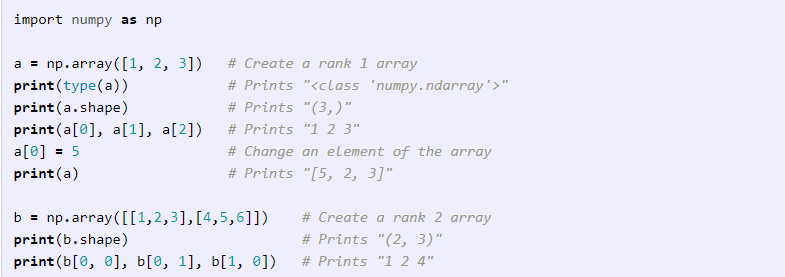 import numpy as np
a = np.array([1, 2, 3])   # Create a rank 1 array
print(type(a))            # Prints "<class 'numpy.ndarray'>"
print(a.shape)            # Prints "(3,)"
print(a[0], a[1], a[2])   # Prints "1 2 3"
a[0] = 5                  # Change an element of the array
print(a)                  # Prints "[5, 2, 3]"
b = np.array([[1,2,3],[4,5,6]])    # Create a rank 2 array
print(b.shape)                     # Prints "(2, 3)"
print(b[0, 0], b[0, 1], b[1, 0])   # Prints "1 2 4"